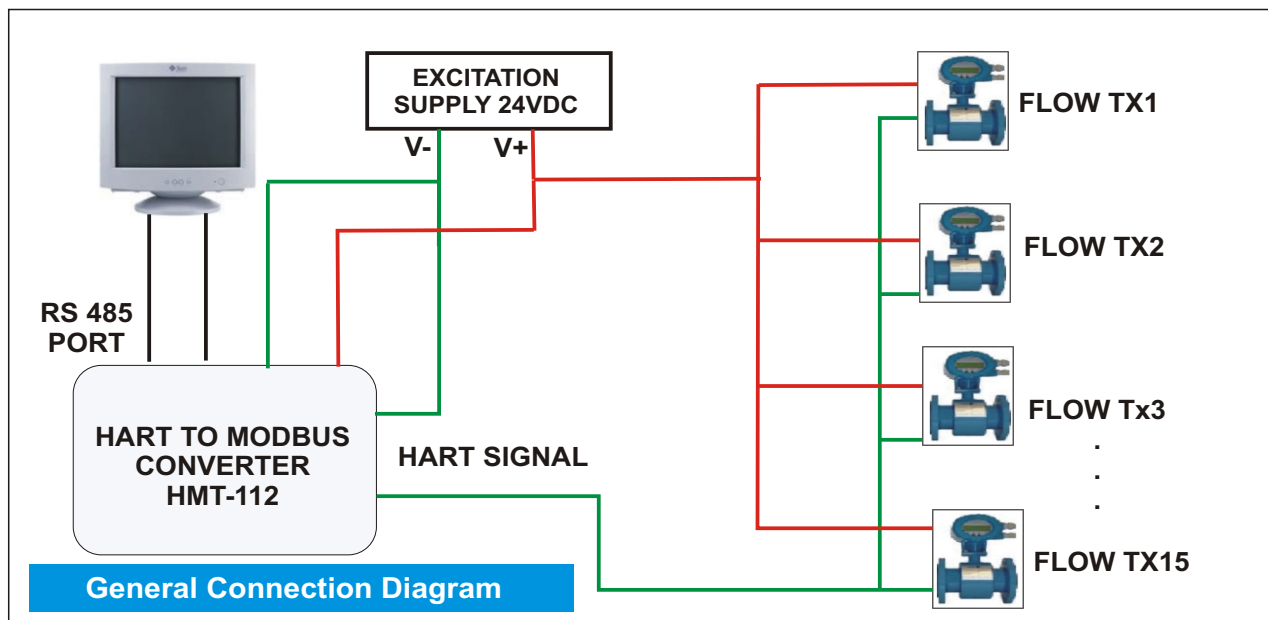 EXCITATION
SUPPLY 24VDC
V-
V+
FLOW TX1
FLOW TX2
RS 485
PORT
FLOW Tx3
.
.
.
HART TO MODBUS
CONVERTER
HMT-112
HART SIGNAL
FLOW TX15
General Connection Diagram